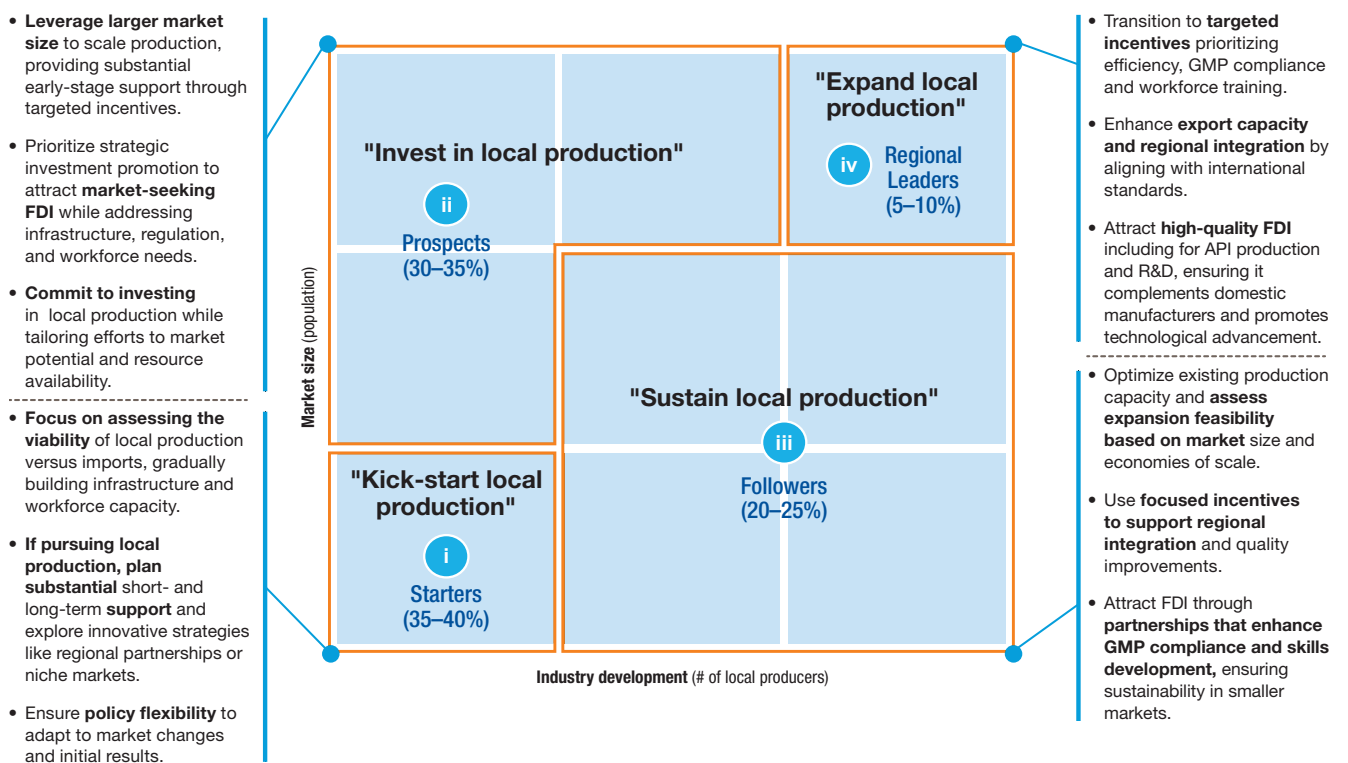 • Leverage larger market
size to scale production,
providing substantial
early-stage support through
targeted incentives.
• Prioritize strategic
investment promotion to
attract market-seeking
FDI while addressing
infrastructure, regulation,
and workforce needs.
• Commit to investing
in local production while
tailoring efforts to market
potential and resource
availability.
• Focus on assessing the
viability of local production
versus imports, gradually
building infrastructure and
workforce capacity.
• If pursuing local
production, plan
substantial short- and
long-term support and
explore innovative strategies
like regional partnerships or
niche markets.
• Ensure policy flexibility to
adapt to market changes
and initial results.
Market size (population)
"Invest in local production"
ii
Prospects
(30–35%)
"Expand local
production"
iv
Regional
Leaders
(5–10%)
"Sustain local production"
iii
Followers
(20–25%)
"Kick-start local
production"
i
Starters
(35–40%)
Industry development (# of local producers)
• Transition to targeted
incentives prioritizing
efficiency, GMP compliance
and workforce training.
• Enhance export capacity
and regional integration by
aligning with international
standards.
• Attract high-quality FDI
including for API production
and R&D, ensuring it
complements domestic
manufacturers and promotes
technological advancement.
• Optimize existing production
capacity and assess
expansion feasibility
based on market size and
economies of scale.
• Use focused incentives
to support regional
integration and quality
improvements.
• Attract FDI through
partnerships that enhance
GMP compliance and skills
development, ensuring
sustainability in smaller
markets.